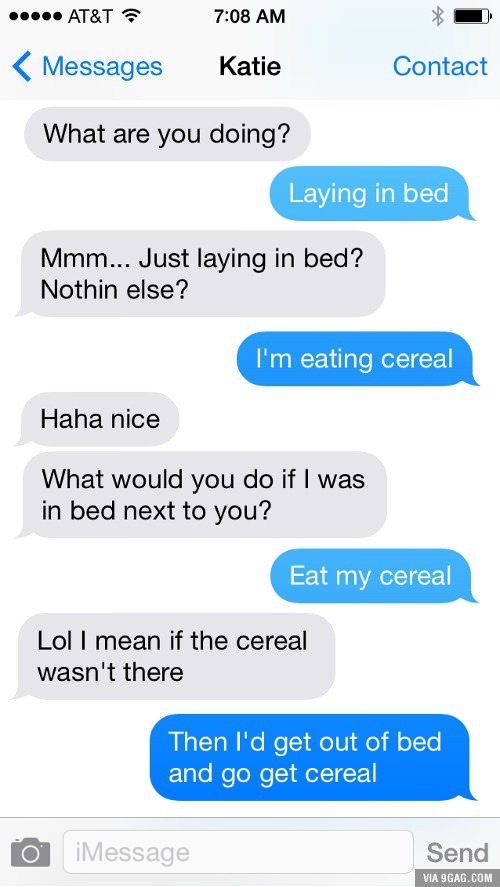 AT&T 7:08 AM
Messages Katie Contact
What are you doing?
Laying in bed
Mmm... Just laying in bed?
Nothin else?
I'm eating cereal
Haha nice
What would you do if I was
in bed next to you?
Eat my cereal
Lol I mean if the cereal
wasn't there
Then I'd get out of bed
and go get cereal
iMessage Send
VIA 9GAG.COM